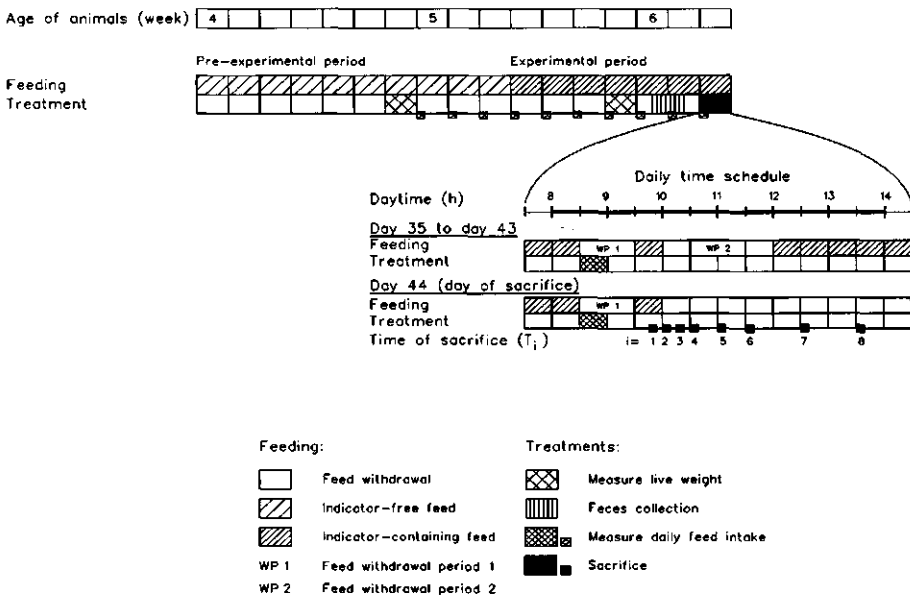 Age of animals (week) 4 5 6
Pre-experimental period Experimental period
Feeding
Treatment
Daily time schedule
Daytime (h) 8 9 10 11 12 13 14
Day 35 to day 43
Feeding WP 1 WP 2
Treatment
Day 44 (day of sacrifice)
Feeding WP 1
Treatment
Time of sacrifice (Ti) i= 1 2 3 4 5 6 7 8
Feeding: Treatments:
Feed withdrawal Measure live weight
Indicator-free feed Feces collection
Indicator-containing feed Measure daily feed intake
WP 1 Feed withdrawal period 1 Sacrifice
WP 2 Feed withdrawal period 2